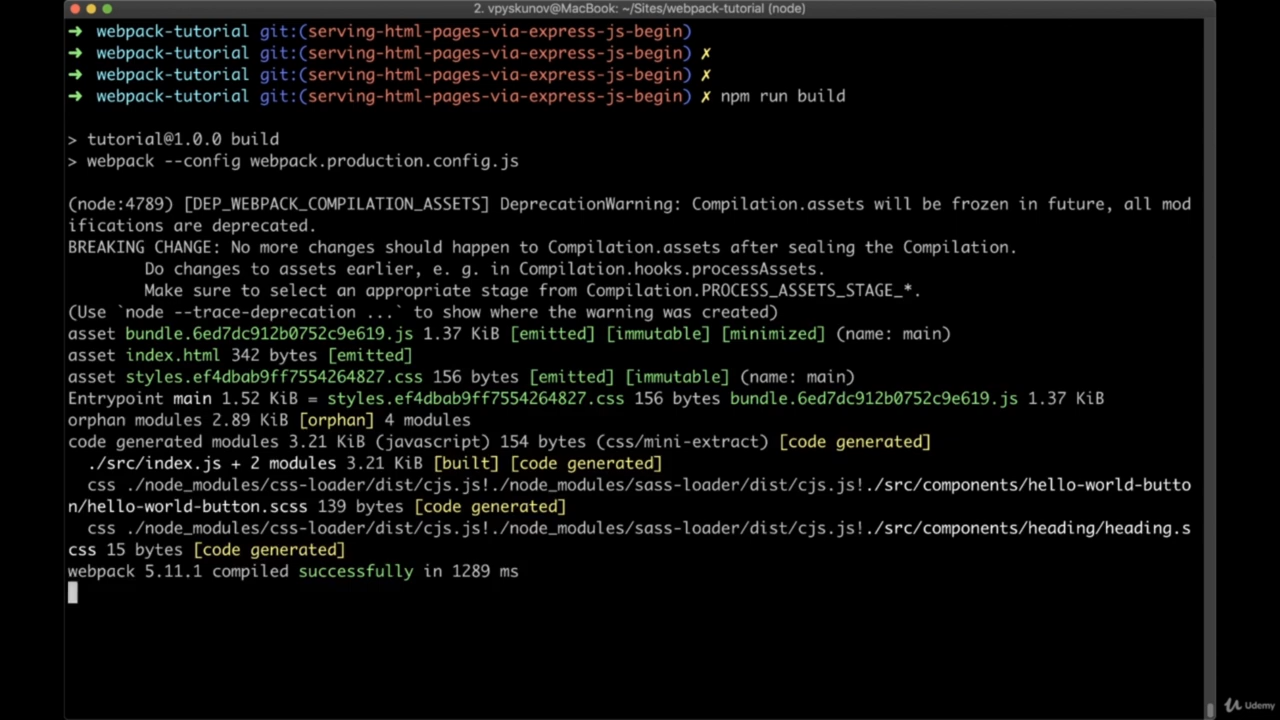 2. vpyskunov@MacBook: ~/Sites/webpack-tutorial (node)
➜ webpack-tutorial git:(serving-html-pages-via-express-js-begin)
➜ webpack-tutorial git:(serving-html-pages-via-express-js-begin) ✗
➜ webpack-tutorial git:(serving-html-pages-via-express-js-begin) ✗
➜ webpack-tutorial git:(serving-html-pages-via-express-js-begin) ✗ npm run build
> tutorial@1.0.0 build
> webpack --config webpack.production.config.js
(node:4789) [DEP_WEBPACK_COMPILATION_ASSETS] DeprecationWarning: Compilation.assets will be frozen in future, all mod
ifications are deprecated.
BREAKING CHANGE: No more changes should happen to Compilation.assets after sealing the Compilation.
Do changes to assets earlier, e. g. in Compilation.hooks.processAssets.
Make sure to select an appropriate stage from Compilation.PROCESS_ASSETS_STAGE_*.
(Use `node --trace-deprecation ...` to show where the warning was created)
asset bundle.6ed7dc912b0752c9e619.js 1.37 KiB [emitted] [immutable] [minimized] (name: main)
asset index.html 342 bytes [emitted]
asset styles.ef4dbab9ff7554264827.css 156 bytes [emitted] [immutable] (name: main)
Entrypoint main 1.52 KiB = styles.ef4dbab9ff7554264827.css 156 bytes bundle.6ed7dc912b0752c9e619.js 1.37 KiB
orphan modules 2.89 KiB [orphan] 4 modules
code generated modules 3.21 KiB (javascript) 154 bytes (css/mini-extract) [code generated]
./src/index.js + 2 modules 3.21 KiB [built] [code generated]
css ./node_modules/css-loader/dist/cjs.js!./node_modules/sass-loader/dist/cjs.js!./src/components/hello-world-butto
n/hello-world-button.scss 139 bytes [code generated]
css ./node_modules/css-loader/dist/cjs.js!./node_modules/sass-loader/dist/cjs.js!./src/components/heading/heading.s
css 15 bytes [code generated]
webpack 5.11.1 compiled successfully in 1289 ms
Udemy